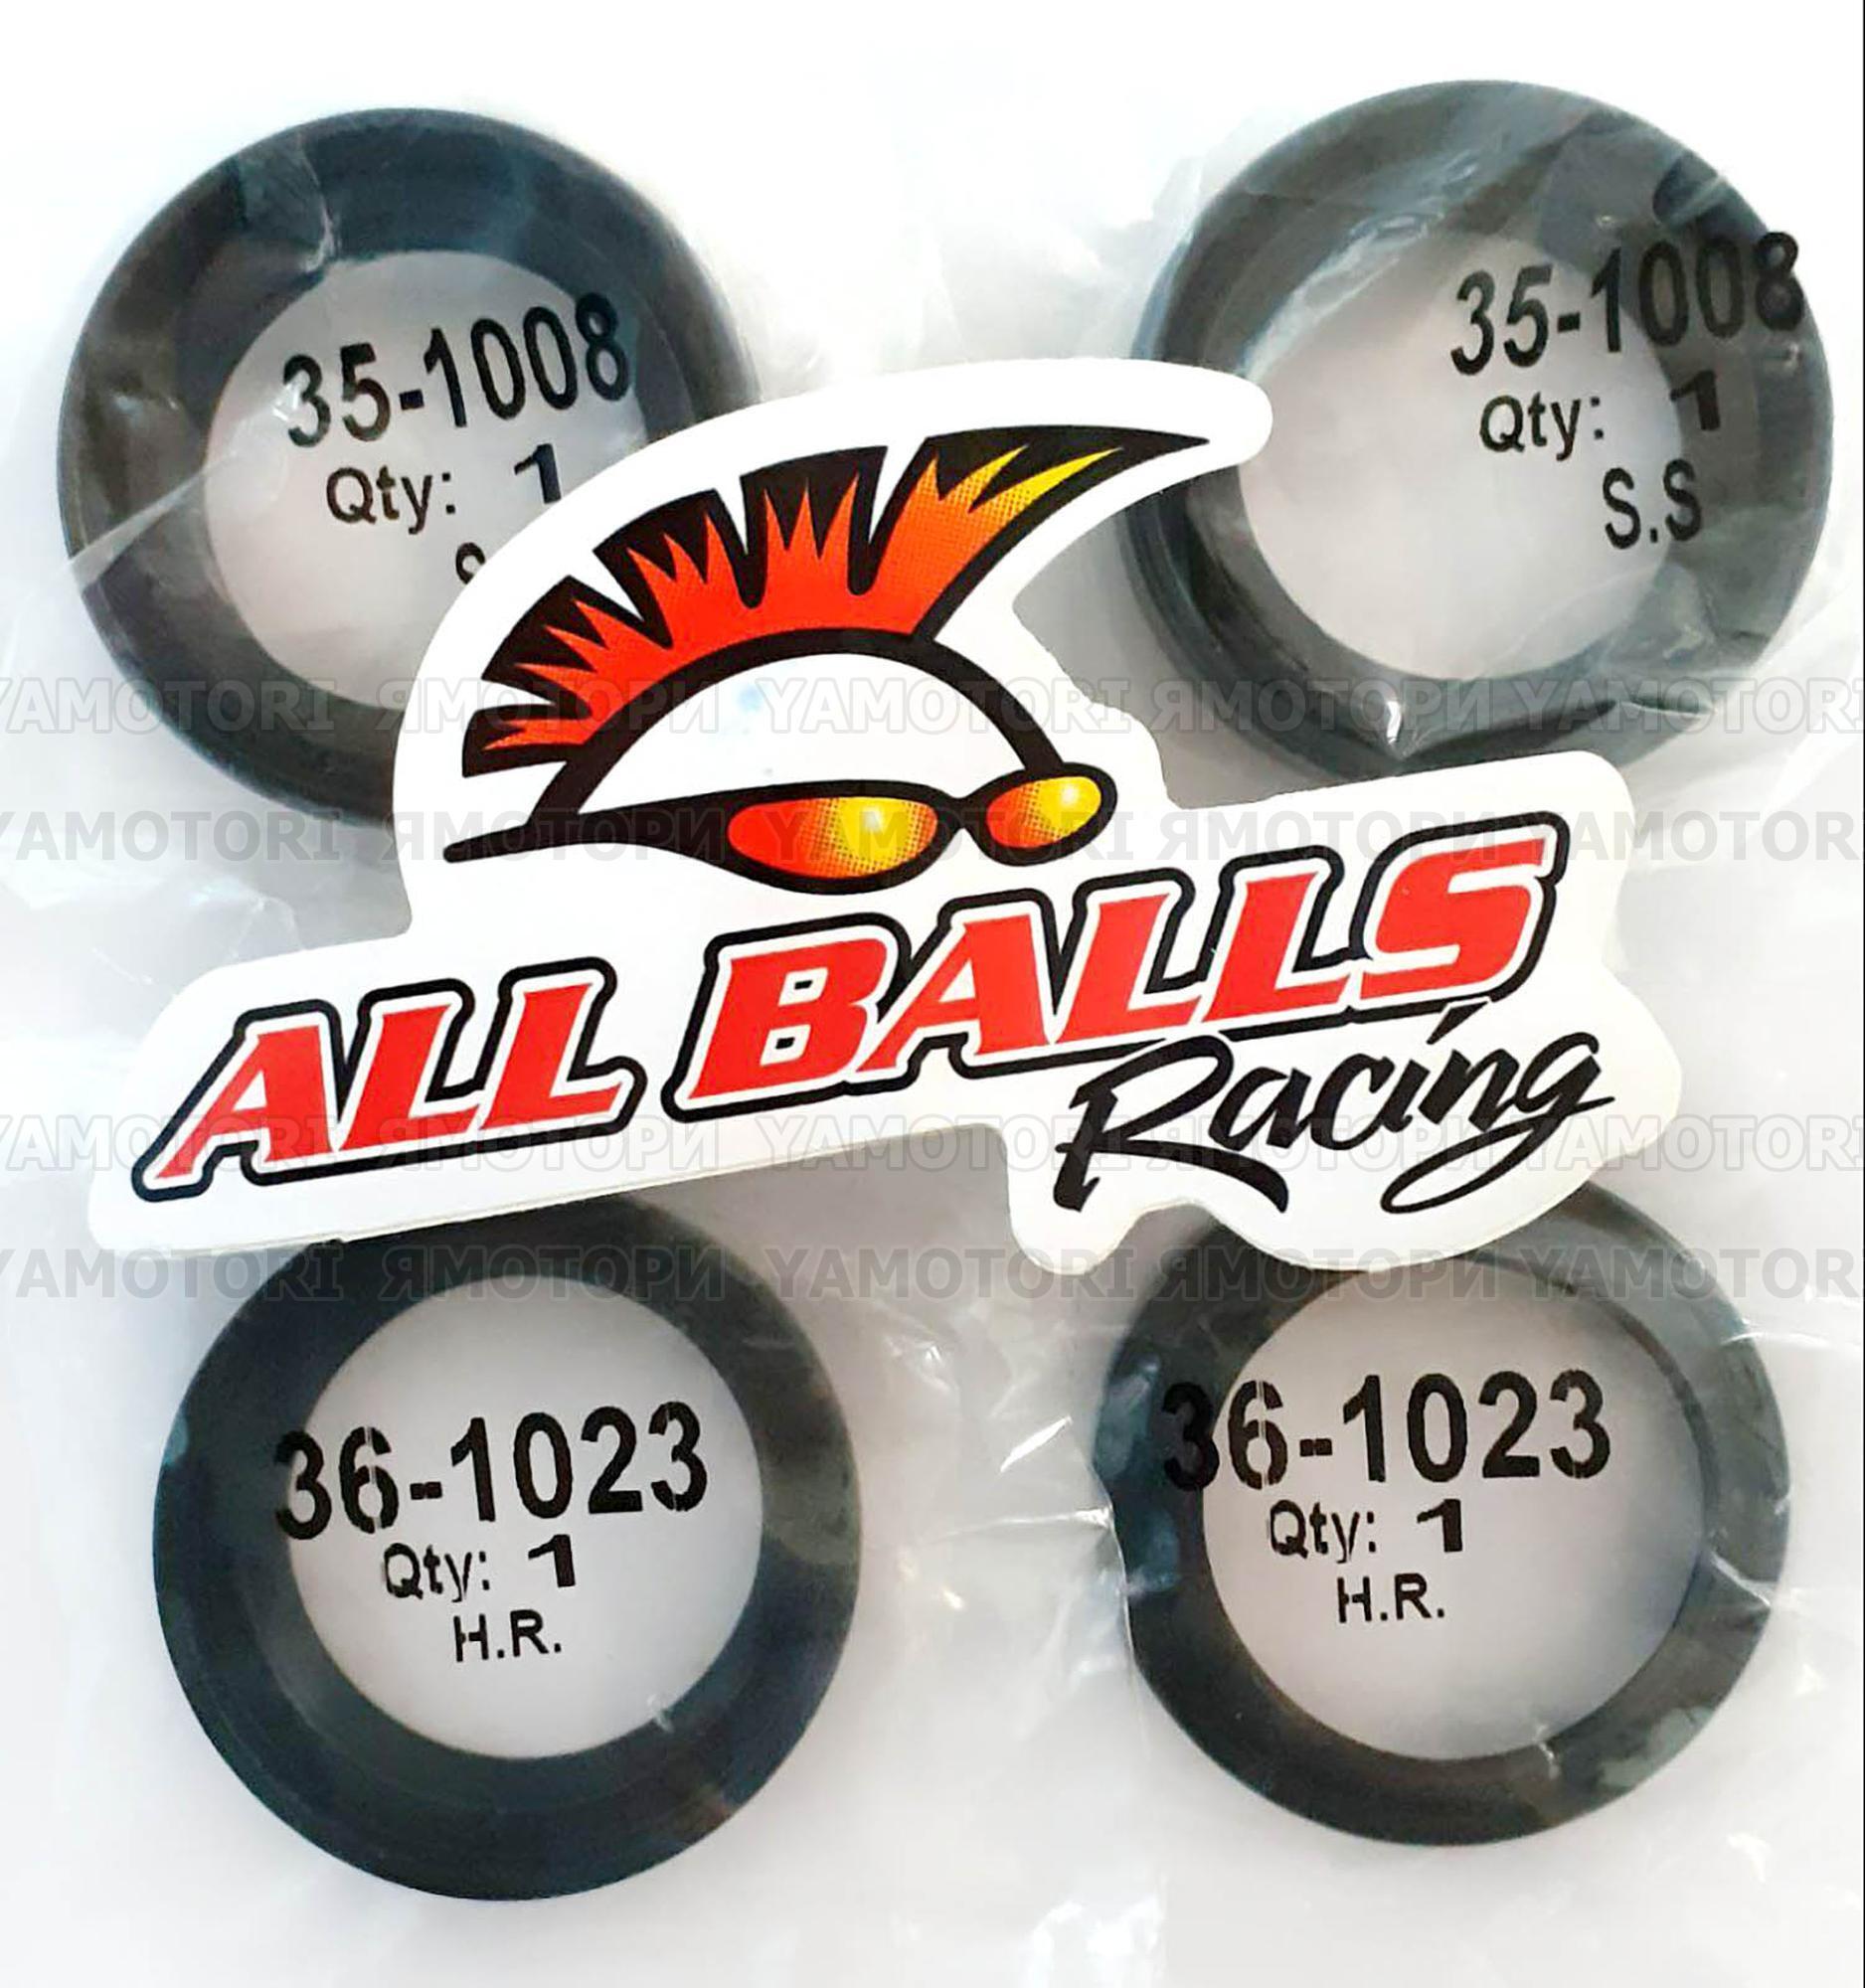 35-1008
Qty: 1
S
35-1008
Qty: 1
S.S
YAMOTORI ЯМОТОРИ YAMOTORI ЯМОТОРИ YAMOTORI
YAMOTORI ЯМОТОРИ YAMOTORI ЯМОТОРИ YAMOTORI
ALL BALLS
Racing
YAMOTORI ЯМОТОРИ YAMOTORI ЯМОТОРИ YAMOTORI
YAMOTORI ЯМОТОРИ YAMOTORI ЯМОТОРИ YAMOTORI
36-1023
Qty: 1
H.R.
36-1023
Qty: 1
H.R.